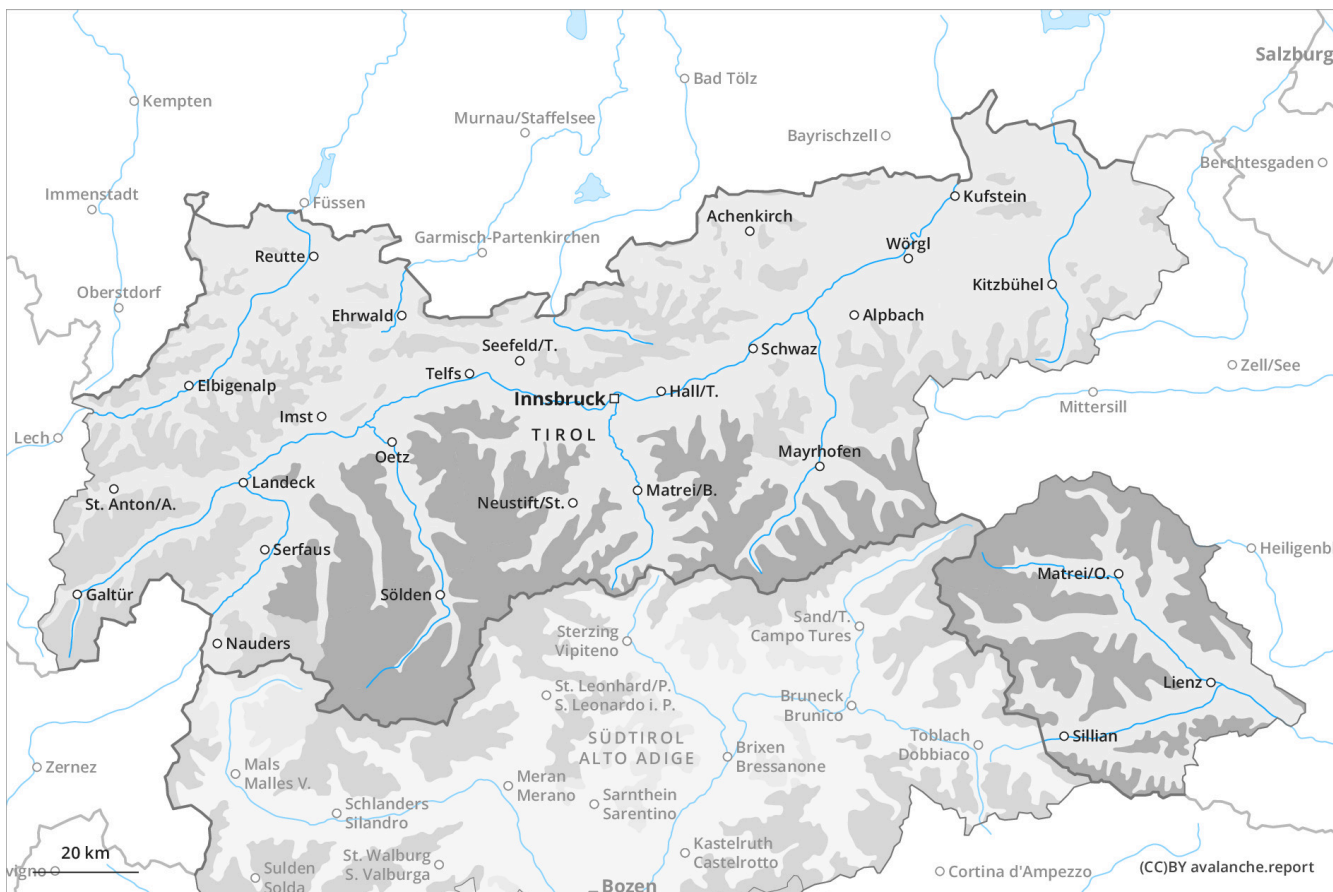 Salzburg
Kempten
Bad Tölz
Murnau/Staffelsee
Bayrischzell
Berchtesgaden
Immenstadt
Füssen
Kufstein
Achenkirch
Garmisch-Partenkirchen
Wörgl
Reutte
Kitzbühel
Oberstdorf
Ehrwald
Alpbach
Seefeld/T.
Schwaz
Zell/See
Telfs
Elbigenalp
Hall/T.
Innsbruck
Mittersill
Imst
TIROL
Lech
Oetz
Mayrhofen
Landeck
Matrei/B.
St. Anton/A.
Neustift/St.
Serfaus
Heiligenb
Matrei/O.
Galtür
Sölden
Sand/T.
Campo Tures
Sterzing
Vipiteno
Nauders
Lienz
St. Leonhard/P.
S. Leonardo i. P.
Bruneck
Brunico
Sillian
SÜDTIROL
ALTO ADIGE
Toblach
Dobbiaco
Brixen
Bressanone
Zernez
Mals
Malles V.
Meran
Merano
Schlanders
Silandro
Sarnthein
Sarentino
20 km
St. Walburg
S. Valburga
Kastelruth
Castelrotto
vigno
Sulden
Solda
Cortina d'Ampezzo
(CC)BY avalanche.report
Bozen